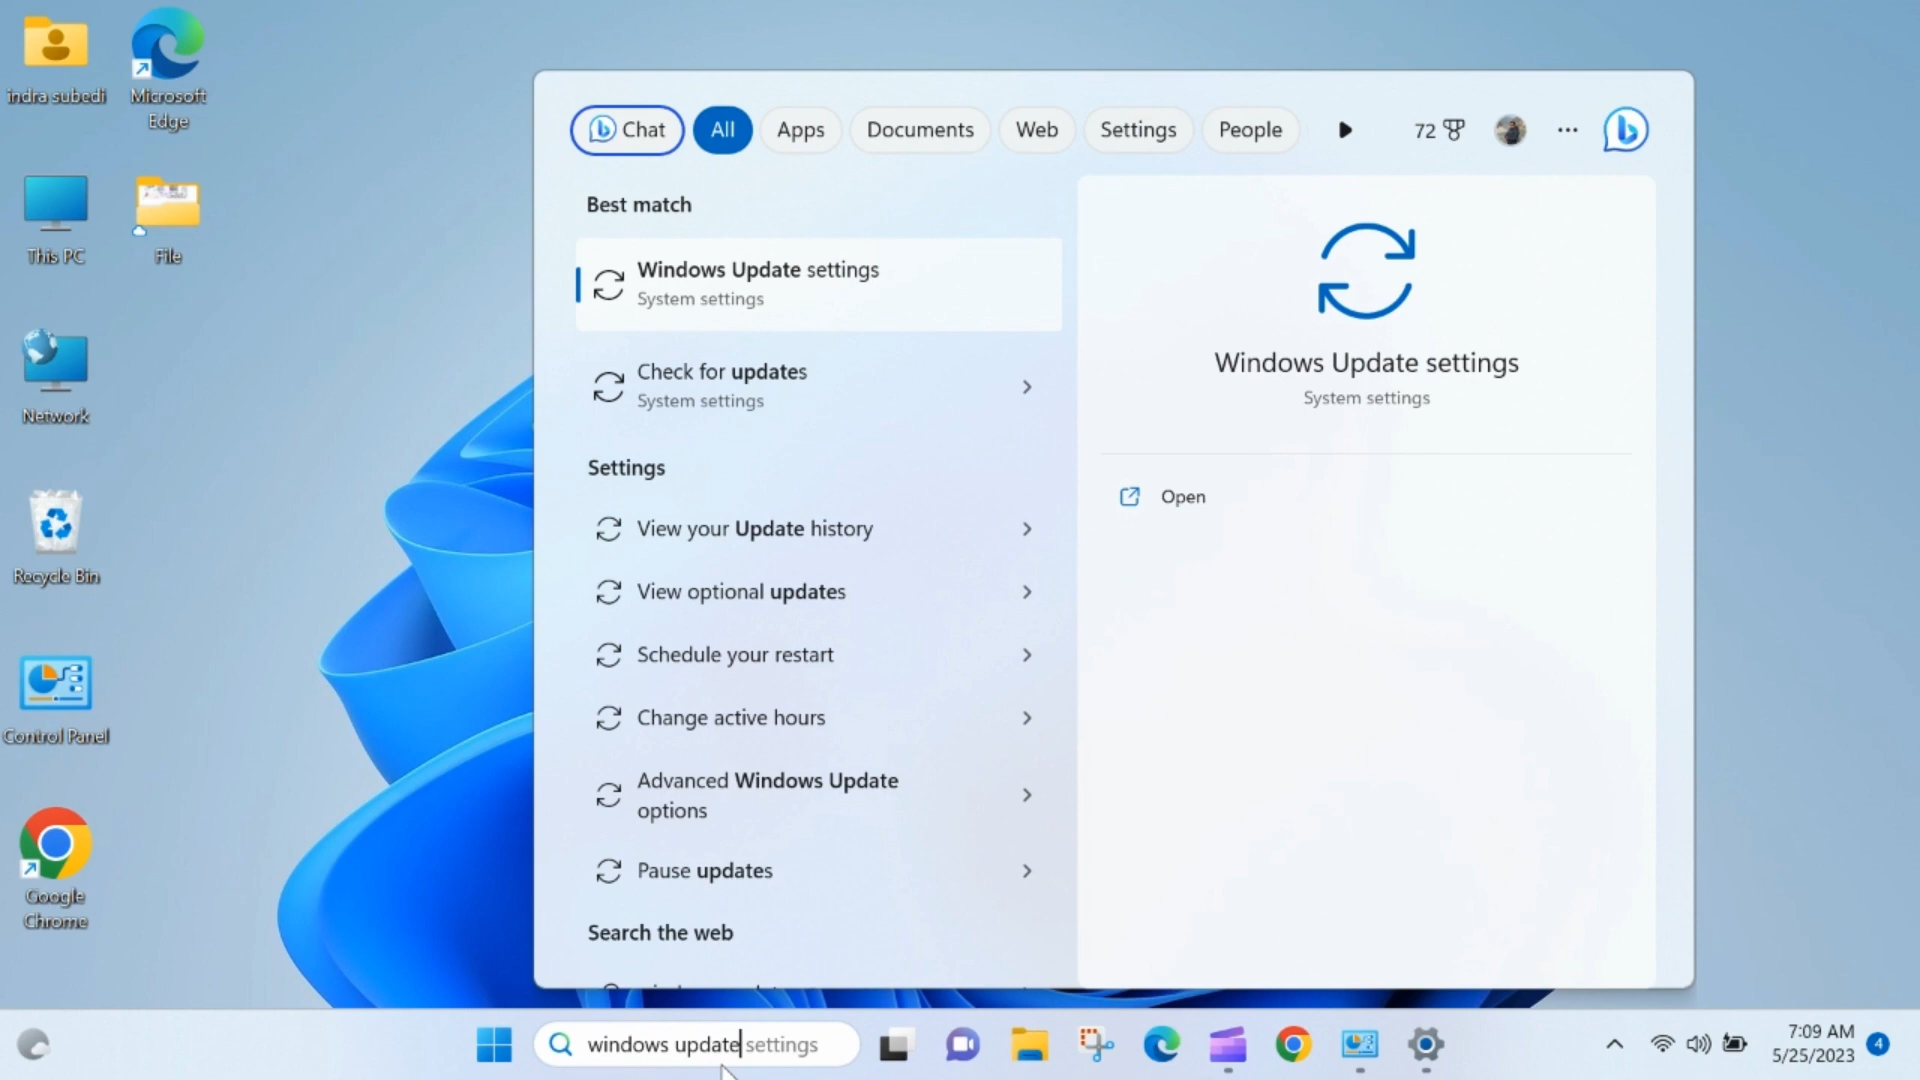 indra subedi
Microsoft
Edge
This PC
File
Network
Recycle Bin
Control Panel
Google
Chrome
Chat
All
Apps
Documents
Web
Settings
People
72
Best match
Windows Update settings
System settings
Check for updates
System settings
Settings
View your Update history
View optional updates
Schedule your restart
Change active hours
Advanced Windows Update
options
Pause updates
Search the web
Windows Update settings
System settings
Open
windows update settings
7:09 AM
5/25/2023
4